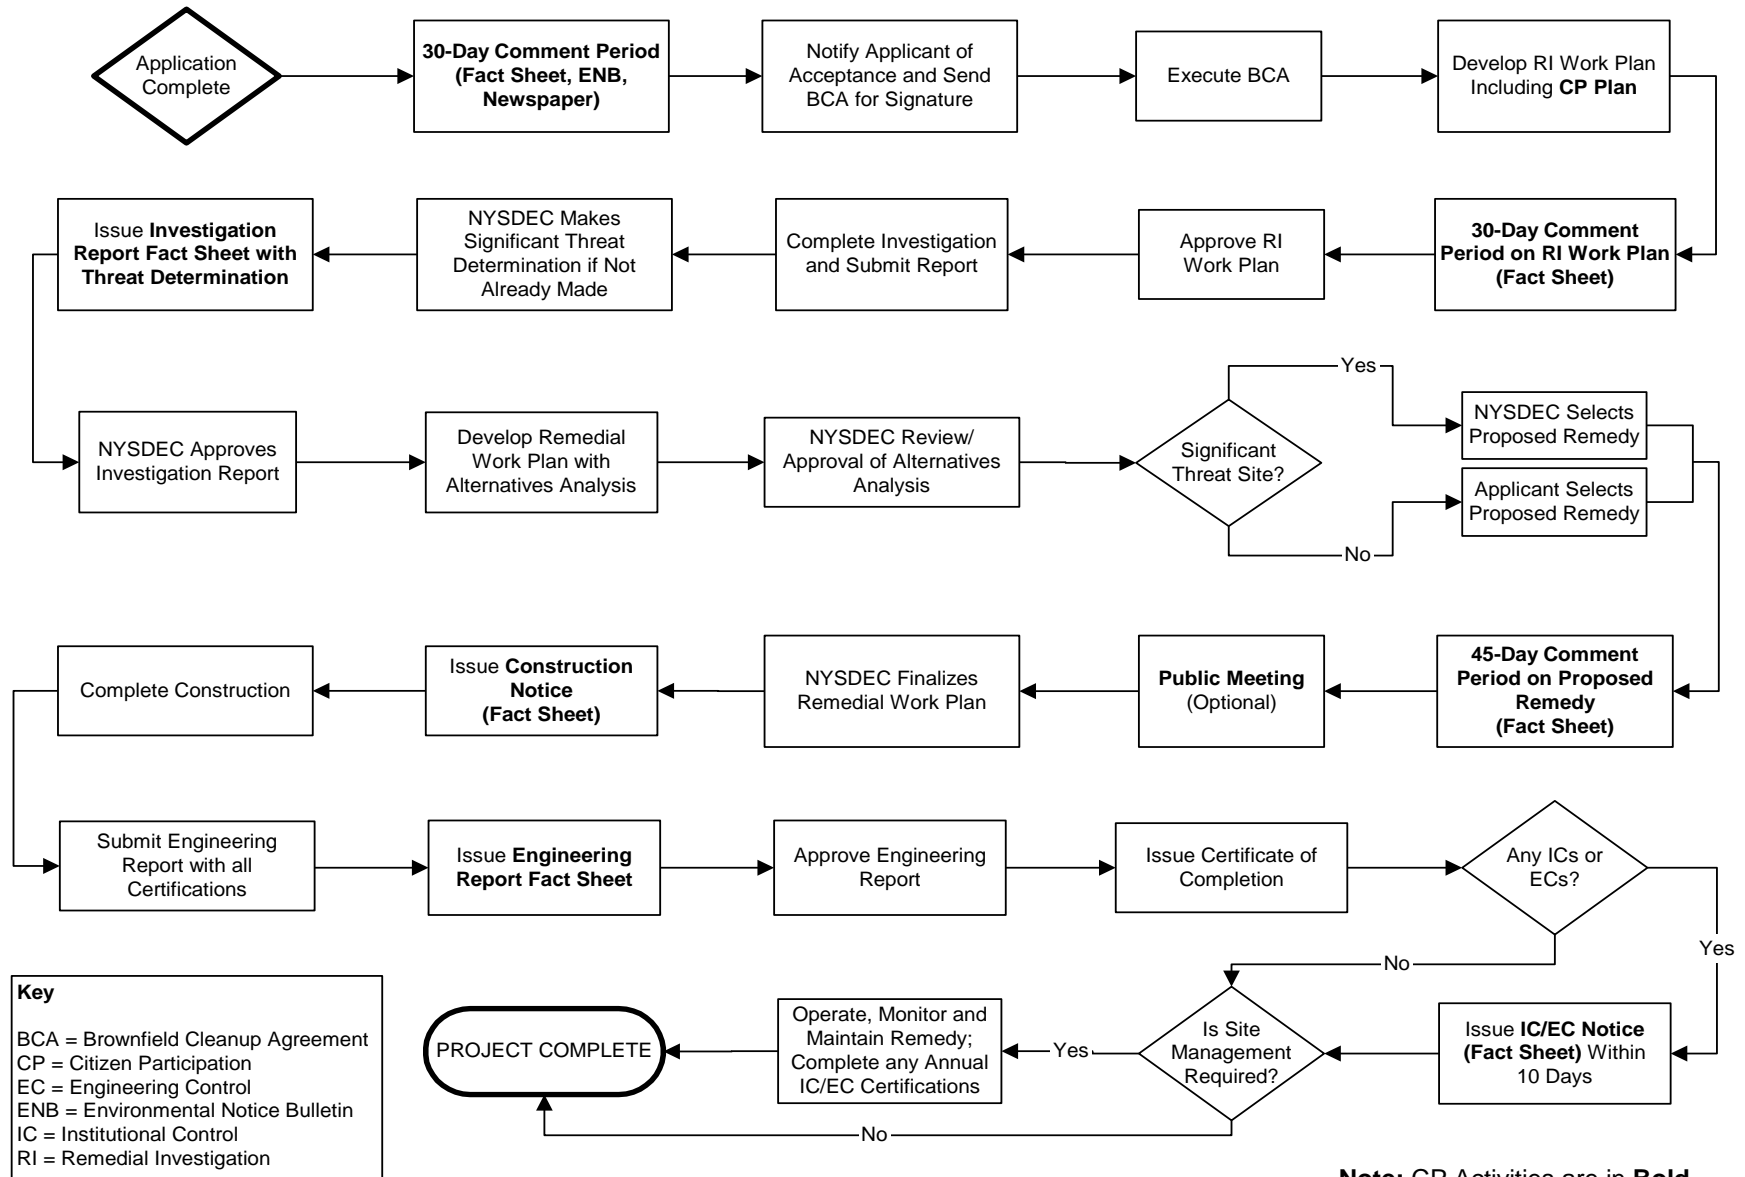 Application
Complete
30-Day Comment Period
(Fact Sheet, ENB,
Newspaper)
Notify Applicant of
Acceptance and Send
BCA for Signature
Execute BCA
Develop RI Work Plan
Including CP Plan
30-Day Comment
Period on RI Work Plan
(Fact Sheet)
Approve RI
Work Plan
Complete Investigation
and Submit Report
NYSDEC Makes
Significant Threat
Determination if Not
Already Made
Issue Investigation
Report Fact Sheet with
Threat Determination
NYSDEC Approves
Investigation Report
Develop Remedial
Work Plan with
Alternatives Analysis
NYSDEC Review/
Approval of Alternatives
Analysis
Significant
Threat Site?
Yes
No
NYSDEC Selects
Proposed Remedy
Applicant Selects
Proposed Remedy
45-Day Comment
Period on Proposed
Remedy
(Fact Sheet)
Public Meeting
(Optional)
NYSDEC Finalizes
Remedial Work Plan
Issue Construction
Notice
(Fact Sheet)
Complete Construction
Submit Engineering
Report with all
Certifications
Issue Engineering
Report Fact Sheet
Approve Engineering
Report
Issue Certificate of
Completion
Any ICs or
ECs?
Yes
No
Issue IC/EC Notice
(Fact Sheet) Within
10 Days
Is Site
Management
Required?
Yes
No
Operate, Monitor and
Maintain Remedy;
Complete any Annual
IC/EC Certifications
PROJECT COMPLETE
Key
BCA = Brownfield Cleanup Agreement
CP = Citizen Participation
EC = Engineering Control
ENB = Environmental Notice Bulletin
IC = Institutional Control
RI = Remedial Investigation
Note: CP Activities are in Bold